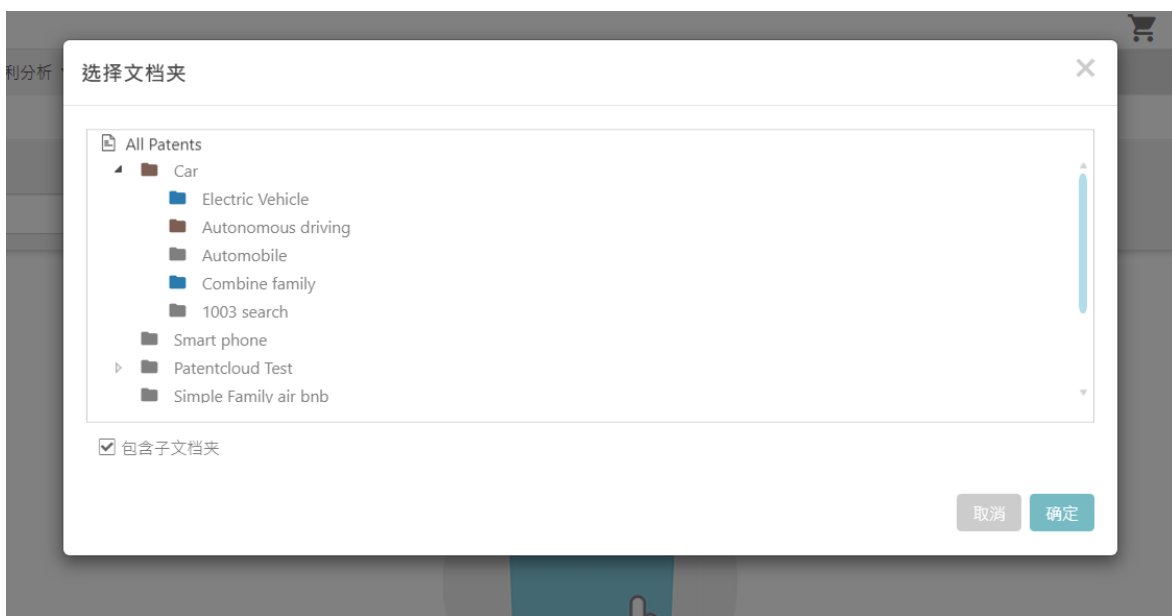 利分析
选择文档夹
All Patents
Car
Electric Vehicle
Autonomous driving
Automobile
Combine family
1003 search
Smart phone
Patentcloud Test
Simple Family air bnb
包含子文档夹
取消
确定